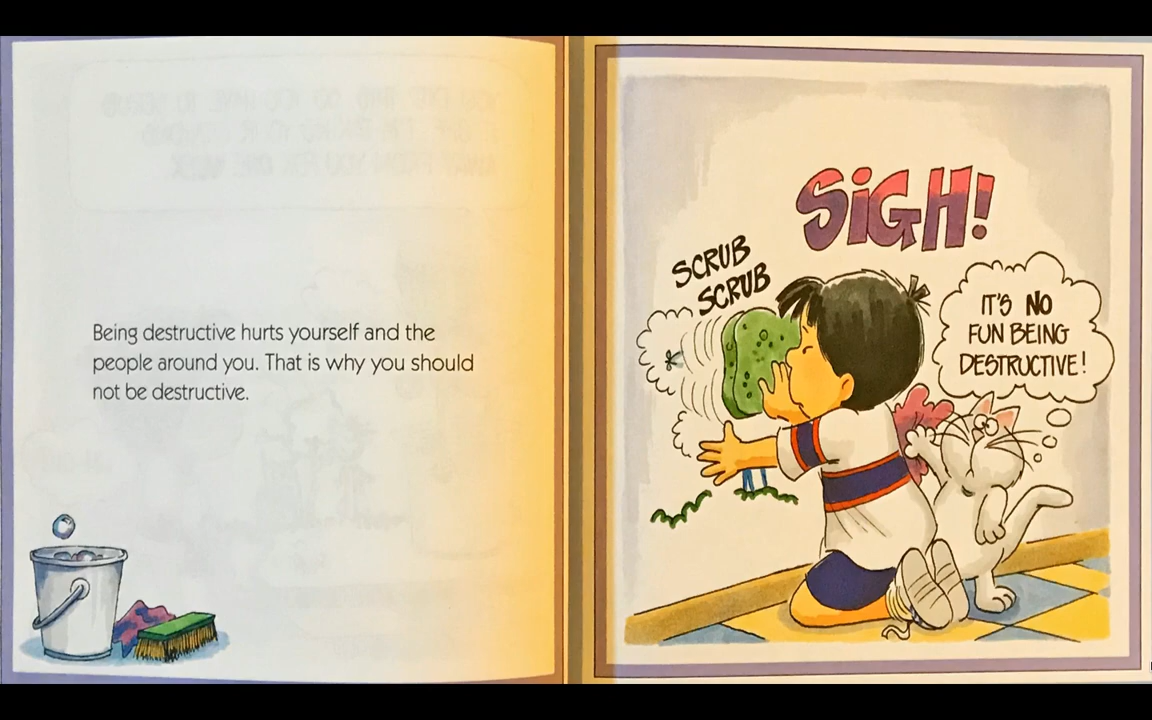 Being destructive hurts yourself and the
people around you. That is why you should
not be destructive.
SIGH!
SCRUB
SCRUB
IT'S NO
FUN BEING
DESTRUCTIVE!